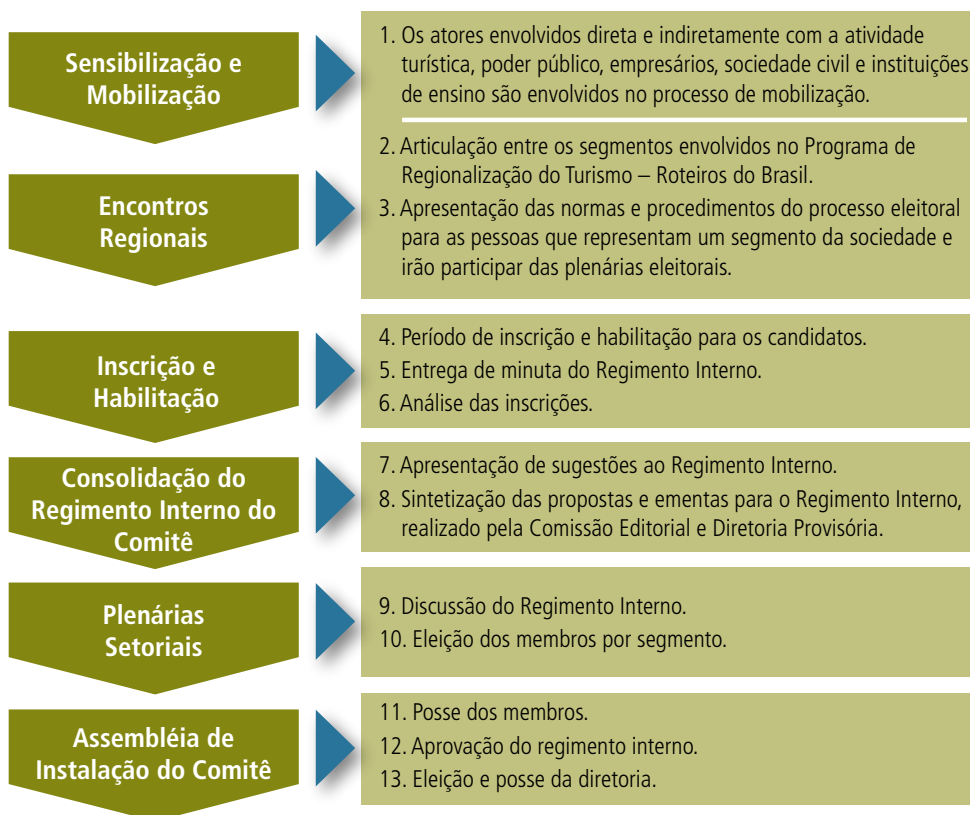 Sensibilização e
Mobilização
1. Os atores envolvidos direta e indiretamente com a atividade
turística, poder público, empresários, sociedade civil e instituições
de ensino são envolvidos no processo de mobilização.
Encontros
Regionais
2. Articulação entre os segmentos envolvidos no Programa de
Regionalização do Turismo – Roteiros do Brasil.
3. Apresentação das normas e procedimentos do processo eleitoral
para as pessoas que representam um segmento da sociedade e
irão participar das plenárias eleitorais.
Inscrição e
Habilitação
4. Período de inscrição e habilitação para os candidatos.
5. Entrega de minuta do Regimento Interno.
6. Análise das inscrições.
Consolidação do
Regimento Interno do
Comitê
7. Apresentação de sugestões ao Regimento Interno.
8. Sintetização das propostas e ementas para o Regimento Interno,
realizado pela Comissão Editorial e Diretoria Provisória.
Plenárias
Setoriais
9. Discussão do Regimento Interno.
10. Eleição dos membros por segmento.
Assembléia de
Instalação do Comitê
11. Posse dos membros.
12. Aprovação do regimento interno.
13. Eleição e posse da diretoria.